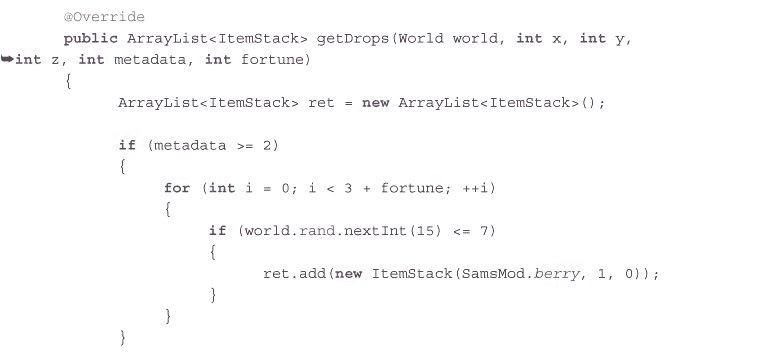 @Override
public ArrayList<ItemStack> getDrops(World world, int x, int y,
➥int z, int metadata, int fortune)
{
ArrayList<ItemStack> ret = new ArrayList<ItemStack>();
if (metadata >= 2)
{
for (int i = 0; i < 3 + fortune; ++i)
{
if (world.rand.nextInt(15) <= 7)
{
ret.add(new ItemStack(SamsMod.berry, 1, 0));
}
}
}